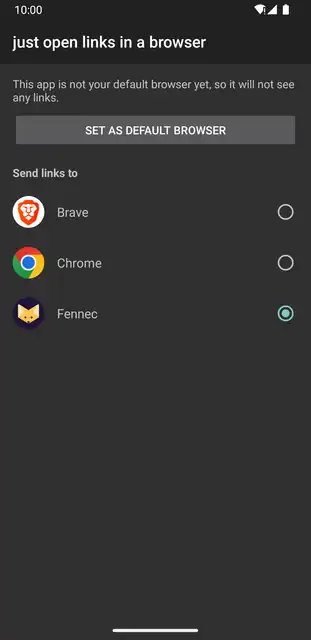 10:00
just open links in a browser
This app is not your default browser yet, so it will not see
any links.
SET AS DEFAULT BROWSER
Send links to
Brave
Chrome
Fennec